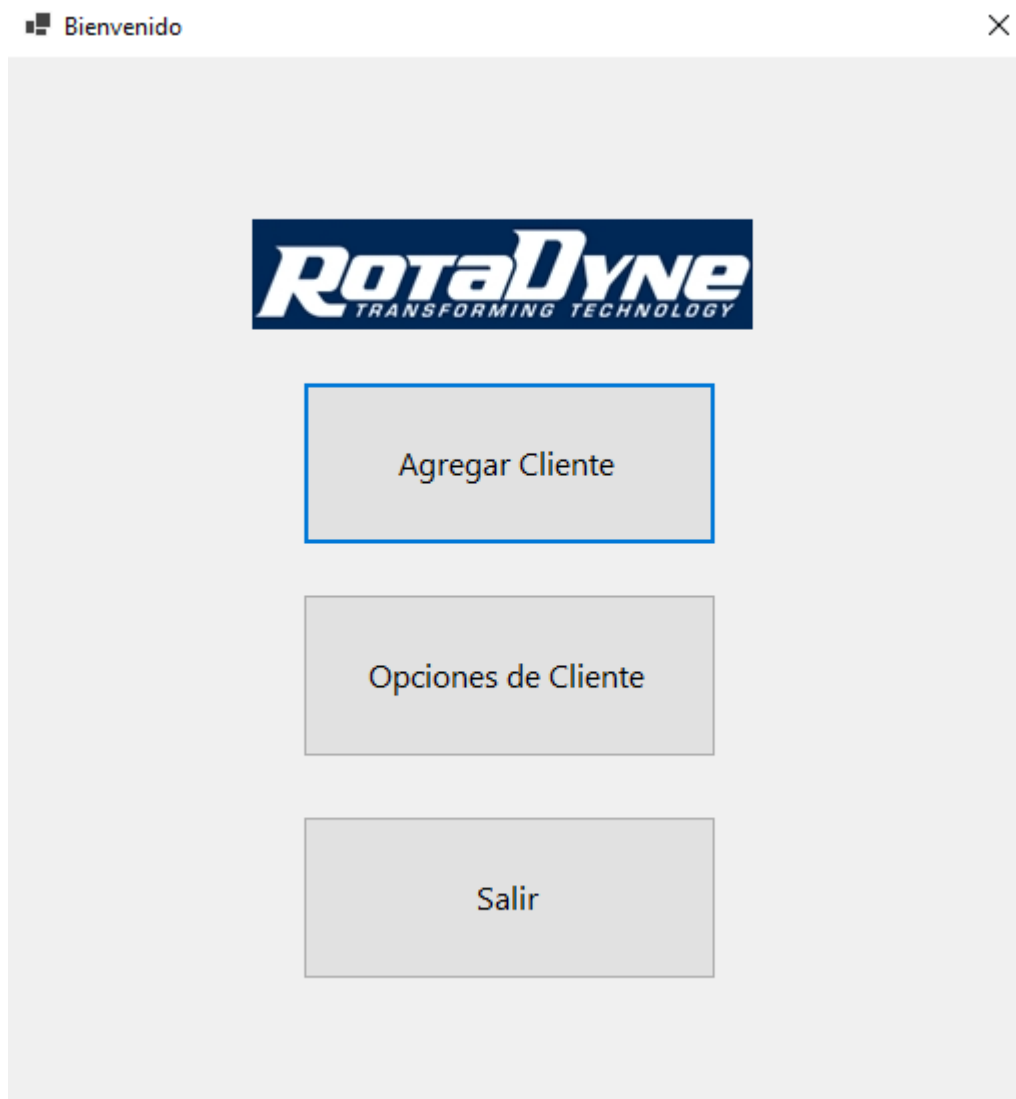 Bienvenido
RotaDyne
TRANSFORMING TECHNOLOGY
Agregar Cliente
Opciones de Cliente
Salir